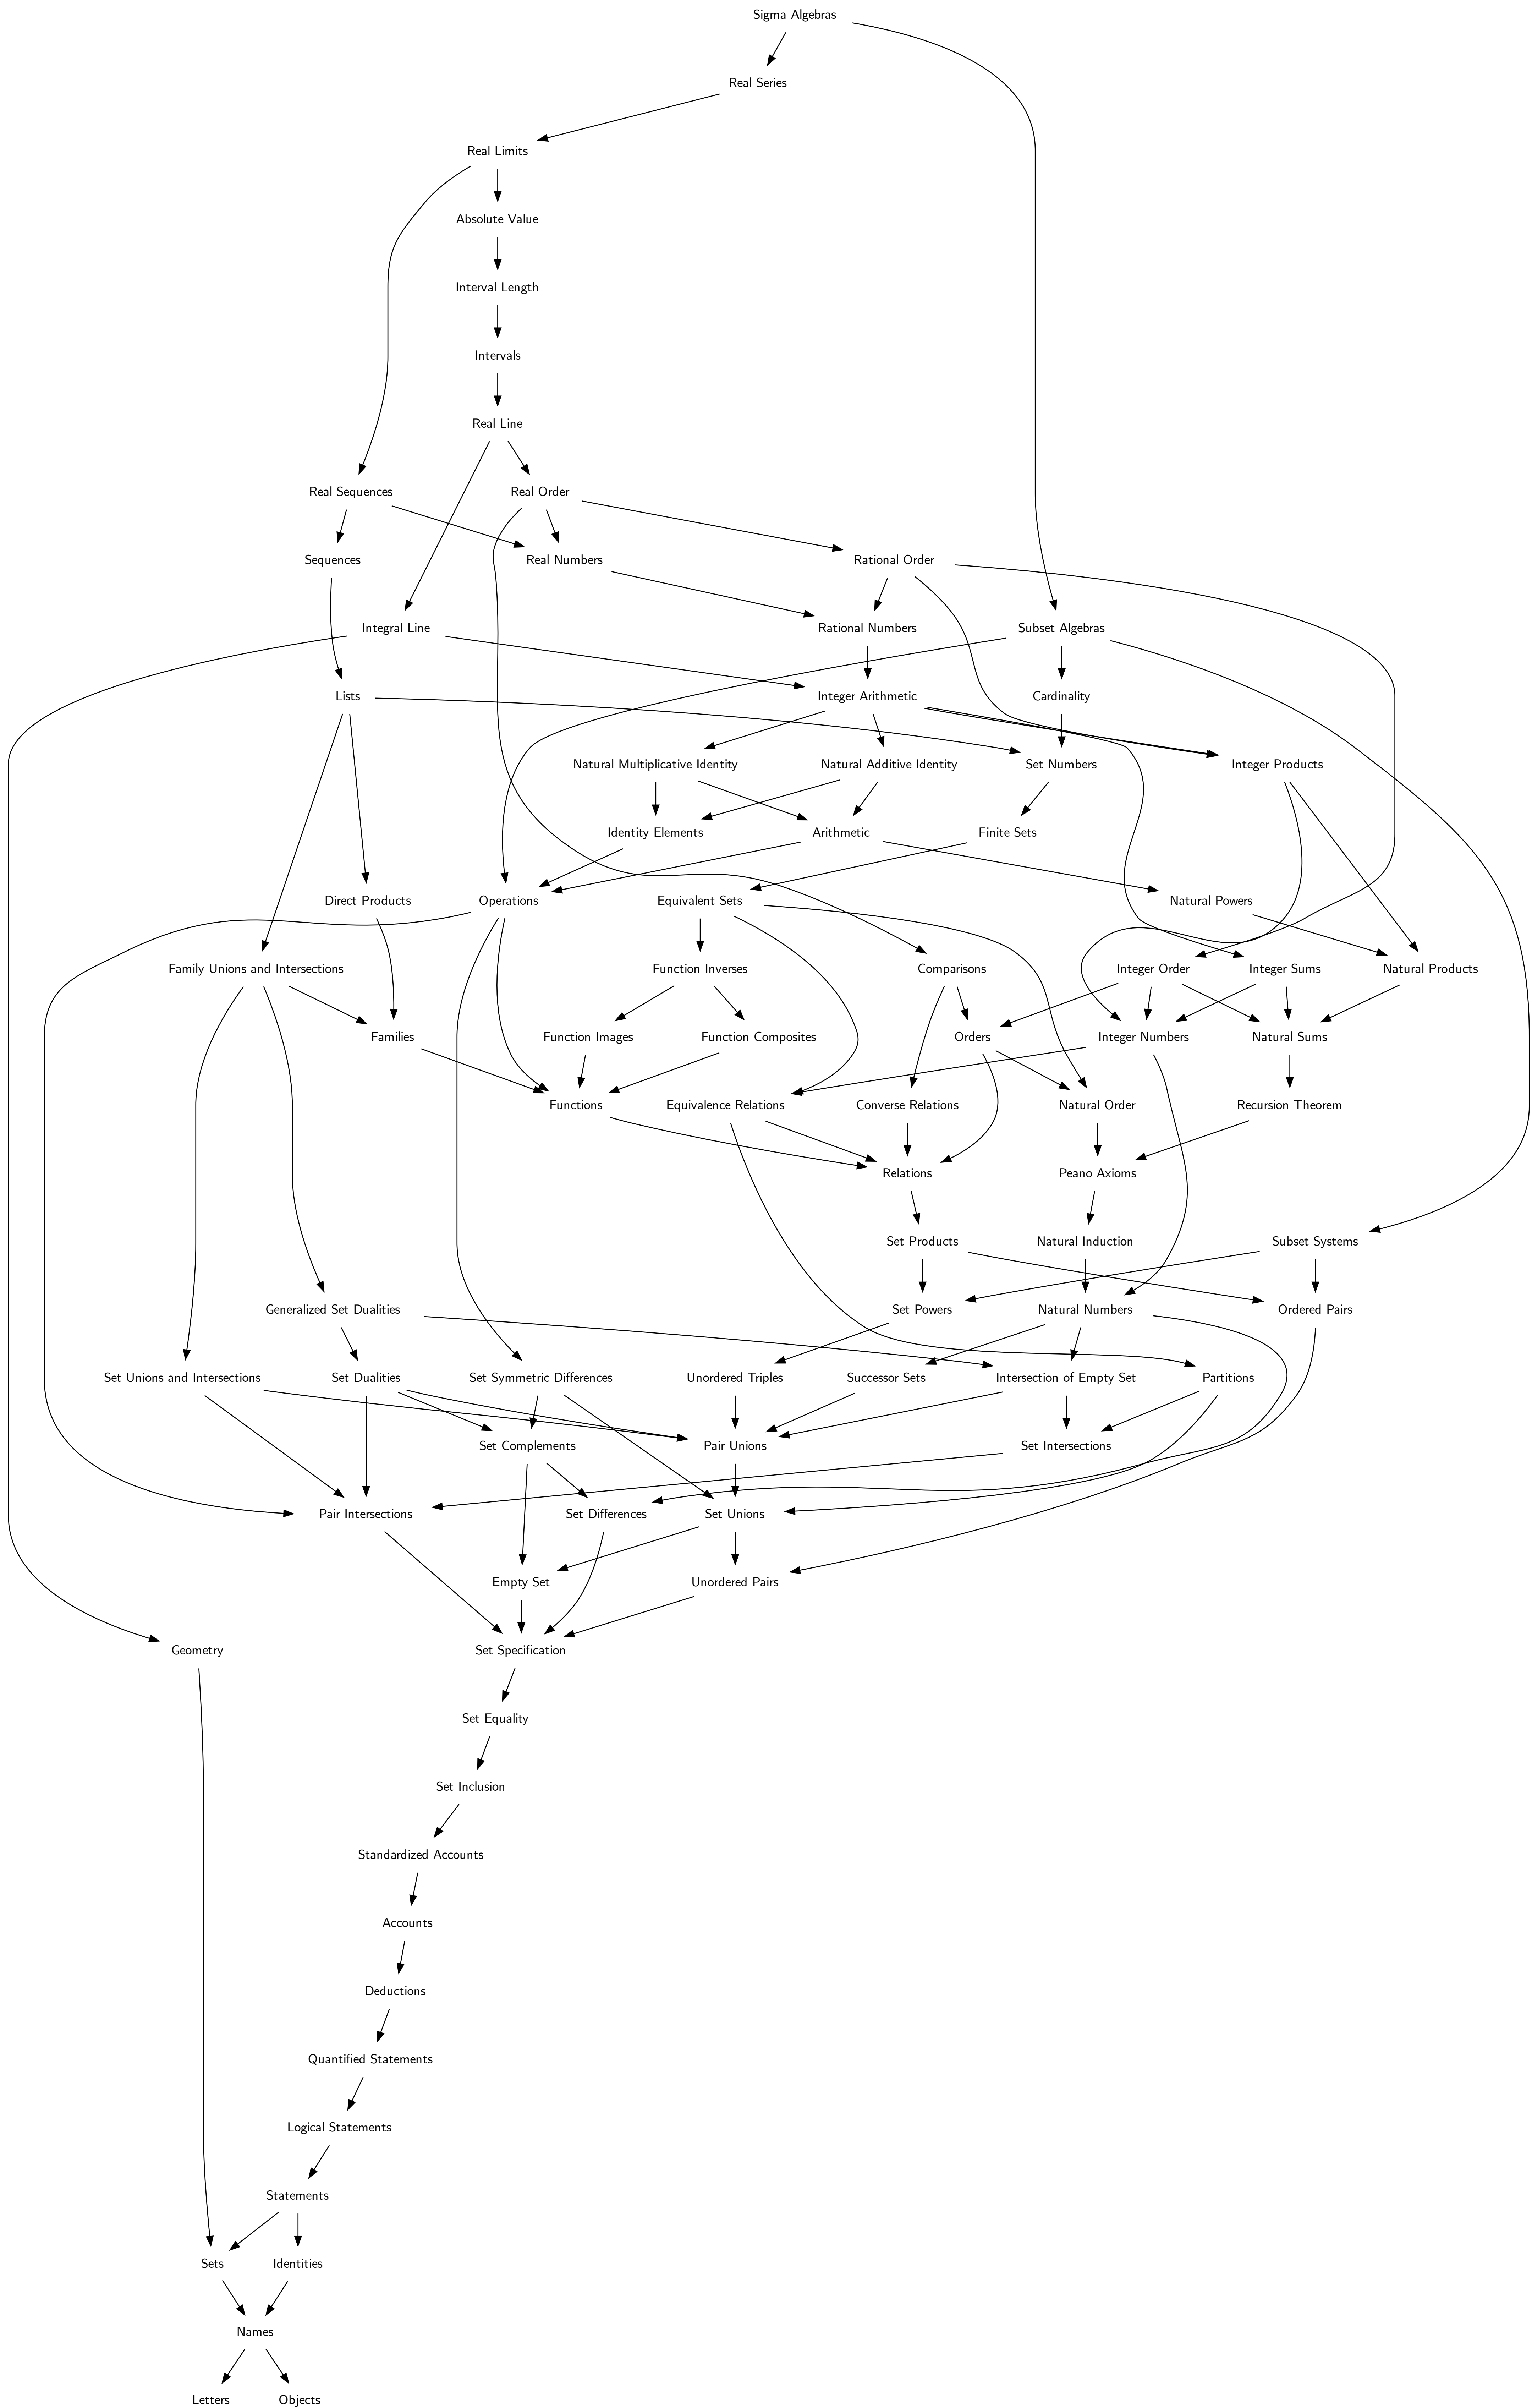 Sigma Algebras
Real Series
Real Limits
Absolute Value
Interval Length
Intervals
Real Line
Real Sequences
Real Order
Sequences
Real Numbers
Rational Order
Integral Line
Rational Numbers
Subset Algebras
Lists
Integer Arithmetic
Cardinality
Natural Multiplicative Identity
Natural Additive Identity
Set Numbers
Integer Products
Identity Elements
Arithmetic
Finite Sets
Direct Products
Operations
Equivalent Sets
Natural Powers
Family Unions and Intersections
Function Inverses
Comparisons
Integer Order
Integer Sums
Natural Products
Families
Function Images
Function Composites
Orders
Integer Numbers
Natural Sums
Functions
Equivalence Relations
Converse Relations
Natural Order
Recursion Theorem
Relations
Peano Axioms
Set Products
Natural Induction
Subset Systems
Generalized Set Dualities
Set Powers
Natural Numbers
Ordered Pairs
Set Unions and Intersections
Set Dualities
Set Symmetric Differences
Unordered Triples
Successor Sets
Intersection of Empty Set
Partitions
Set Complements
Pair Unions
Set Intersections
Pair Intersections
Set Differences
Set Unions
Empty Set
Unordered Pairs
Geometry
Set Specification
Set Equality
Set Inclusion
Standardized Accounts
Accounts
Deductions
Quantified Statements
Logical Statements
Statements
Sets
Identities
Names
Letters
Objects